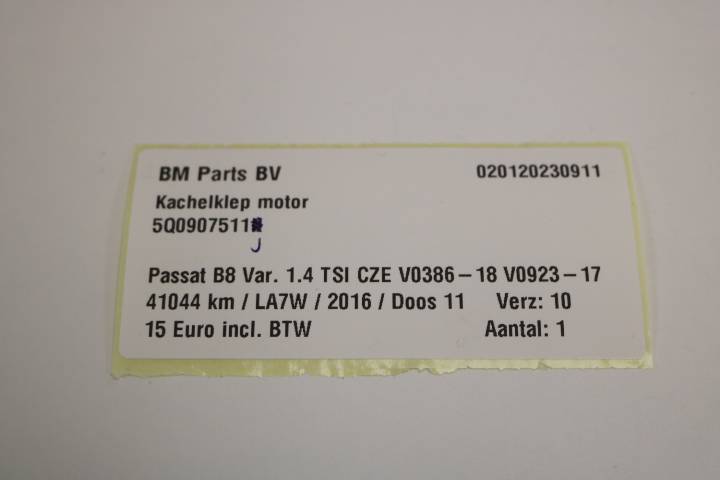 BM Parts BV 020120230911
Kachelklep motor
5Q0907511
J
Passat B8 Var. 1.4 TSI CZE V0386-18 V0923-17
41044 km / LA7W / 2016 / Doos 11 Verz: 10
15 Euro incl. BTW Aantal: 1